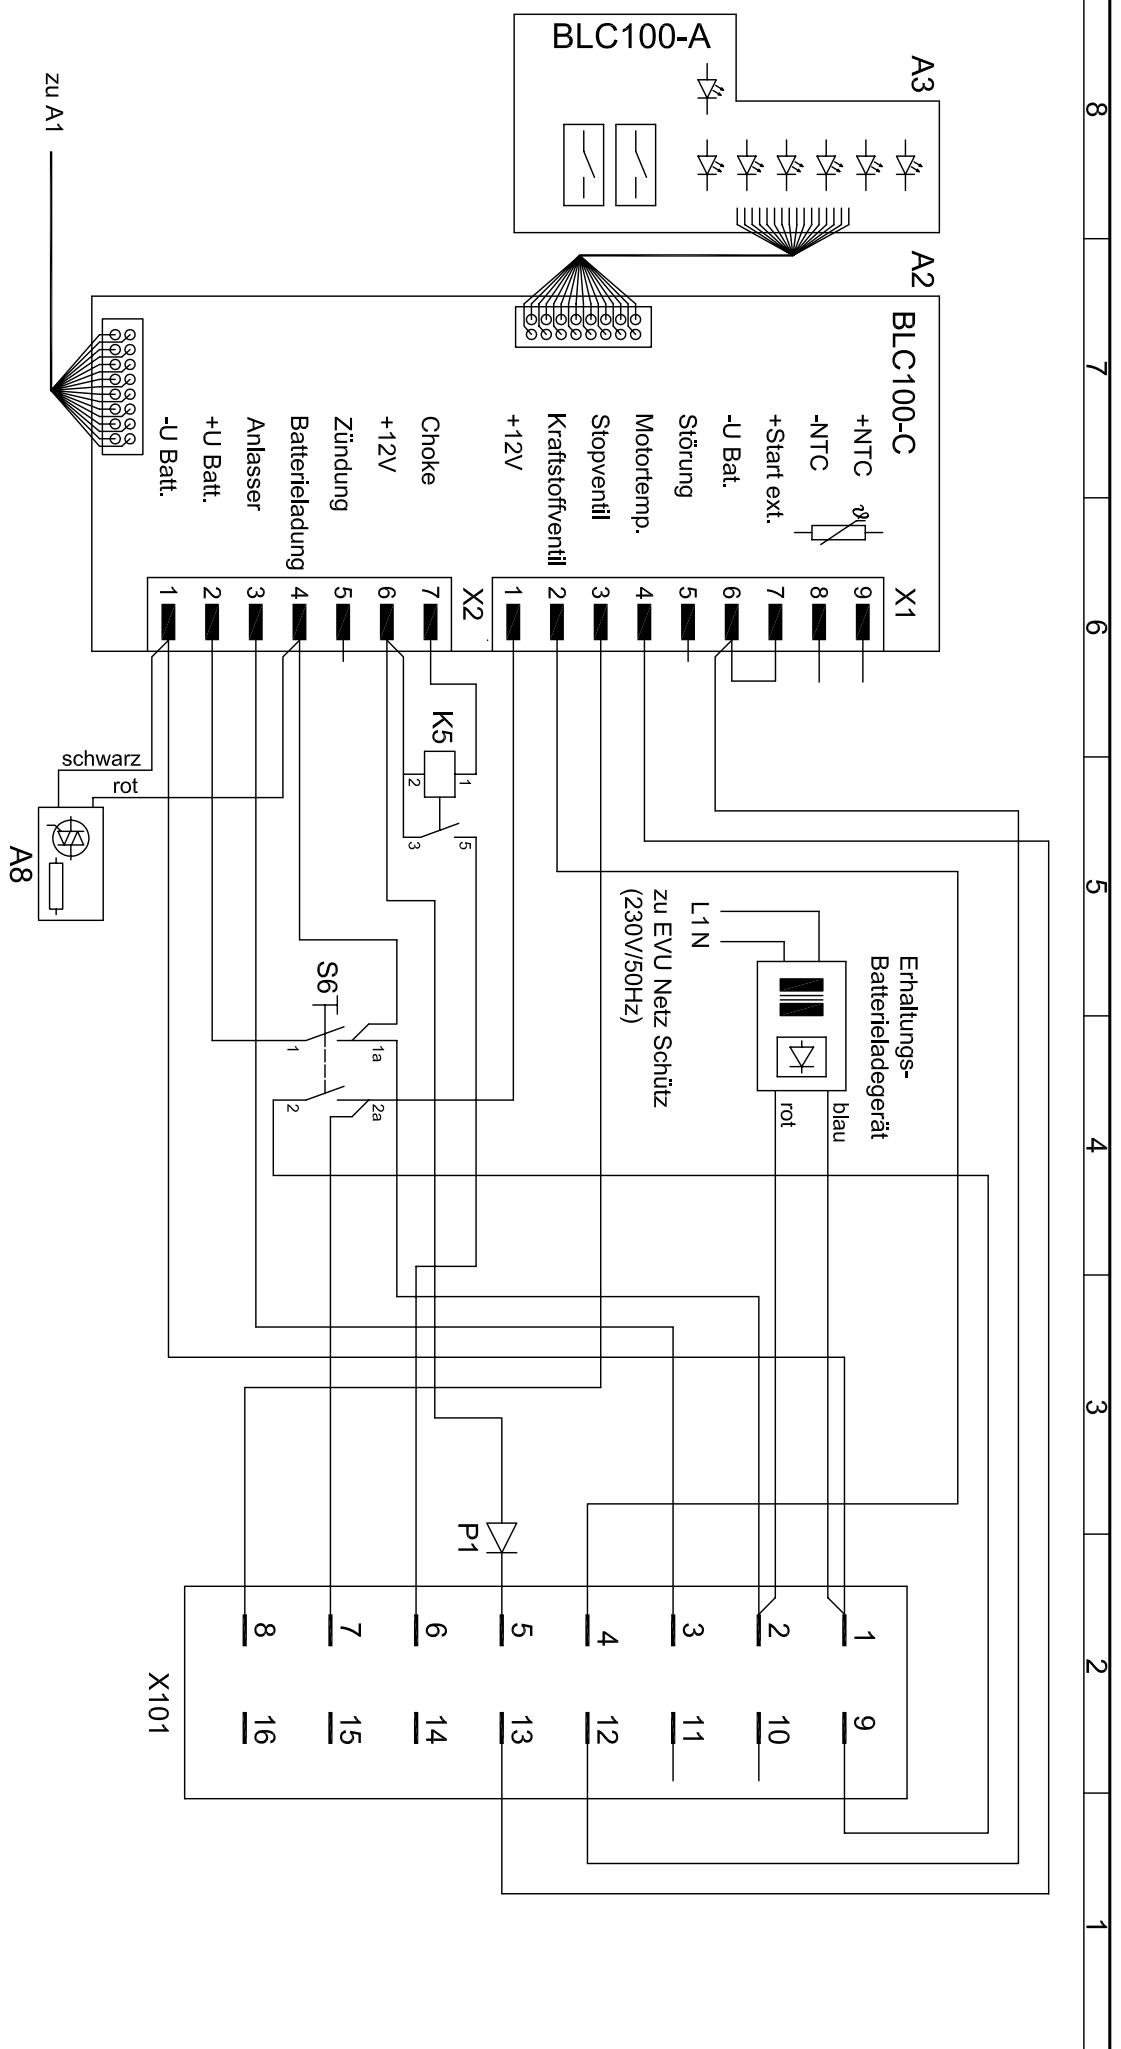 8
7
6
5
4
3
2
1
A3
BLC100-A
A2
BLC100-C
zu A1
+NTC
-NTC
+Start ext.
-U Bat.
Störung
Motortemp.
Stopventil
Kraftstoffventil
+12V
Choke
+12V
Zündung
Batterieladung
Anlasser
+U Batt.
-U Batt.
ϑ
X1
9
8
7
6
5
4
3
2
1
X2
7
6
5
4
3
2
1
K5
1
2
3
5
schwarz
rot
A8
Erhaltungs-
Batterieladegerät
L1 N
zu EVU Netz Schütz
(230V/50Hz)
blau
rot
S6
1
1a
2
2a
P1
1
2
3
4
5
6
7
8
9
10
11
12
13
14
15
16
X101